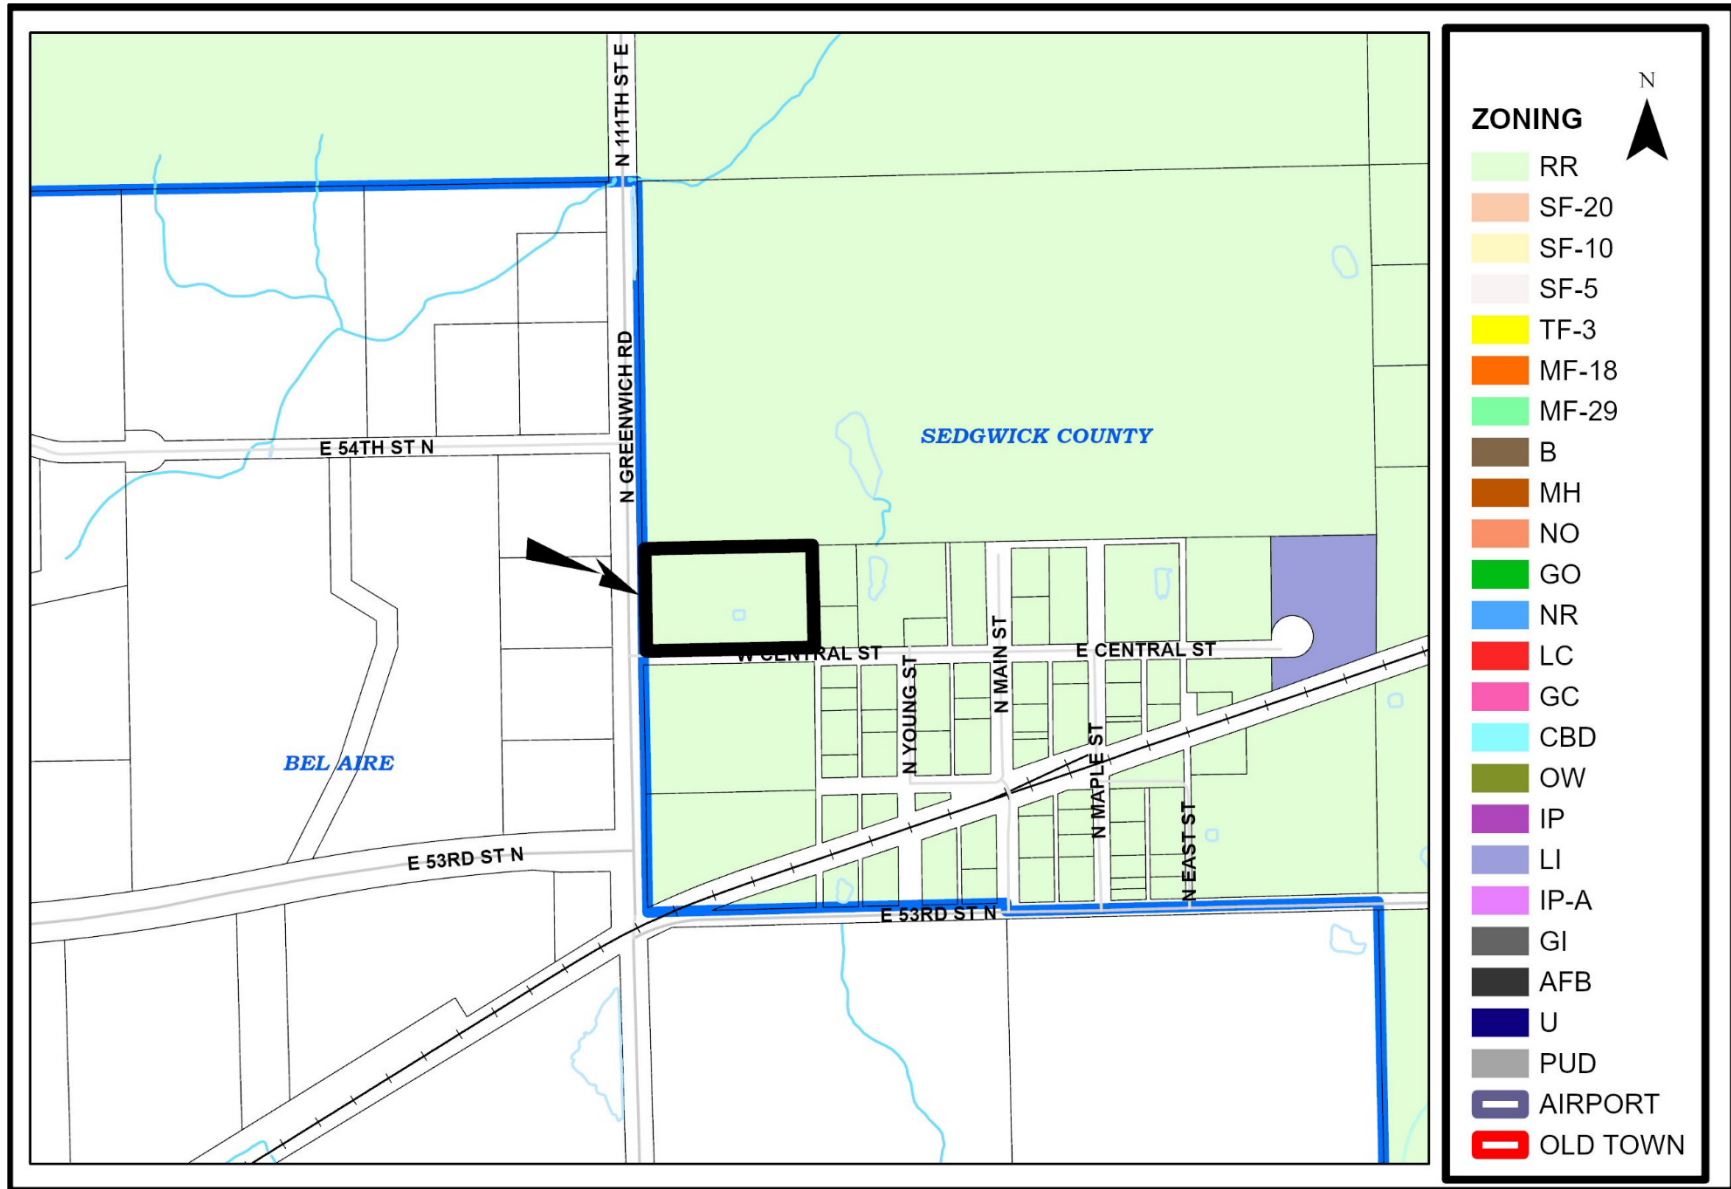 N 111TH ST E
N GREENWICH RD
E 54TH ST N
SEDGWICK COUNTY
W CENTRAL ST
E CENTRAL ST
N YOUNG ST
N MAIN ST
N MAPLE ST
N EAST ST
BEL AIRE
E 53RD ST N
E 53RD ST N
N
ZONING
RR
SF-20
SF-10
SF-5
TF-3
MF-18
MF-29
B
MH
NO
GO
NR
LC
GC
CBD
OW
IP
LI
IP-A
GI
AFB
U
PUD
AIRPORT
OLD TOWN